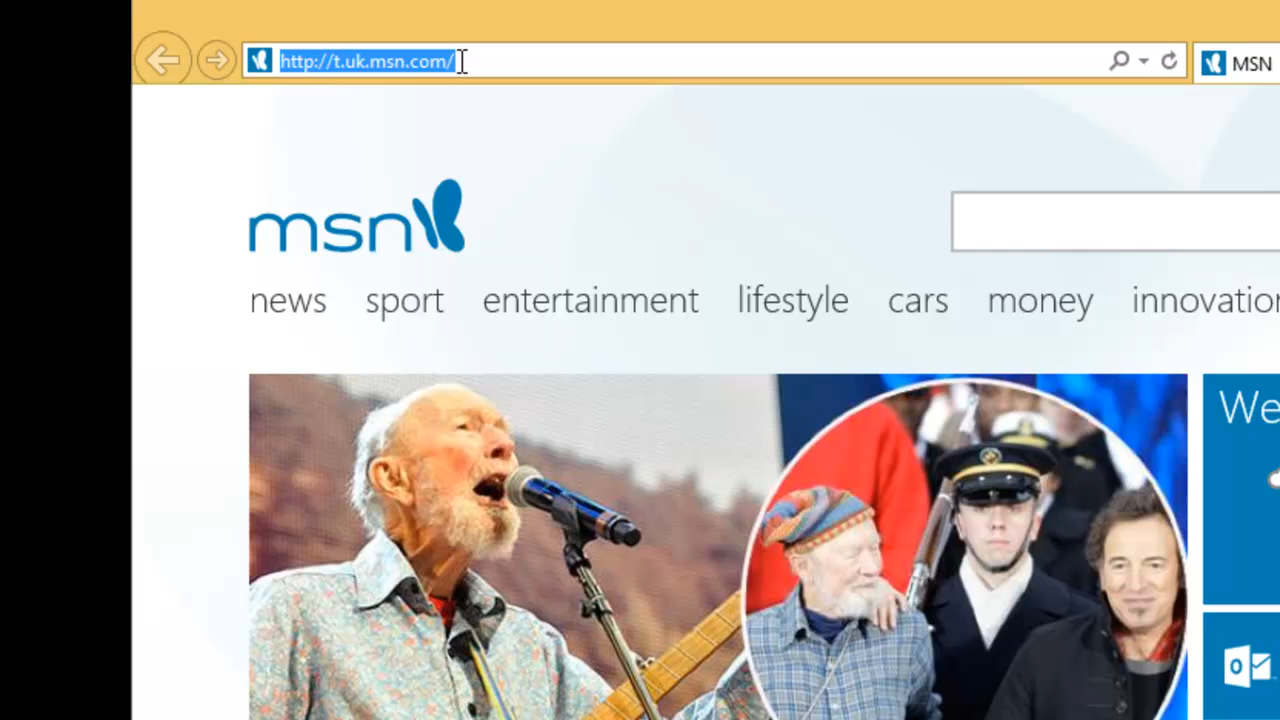 http://t.uk.msn.com/
MSN
msn
news sport entertainment lifestyle cars money innovation
We